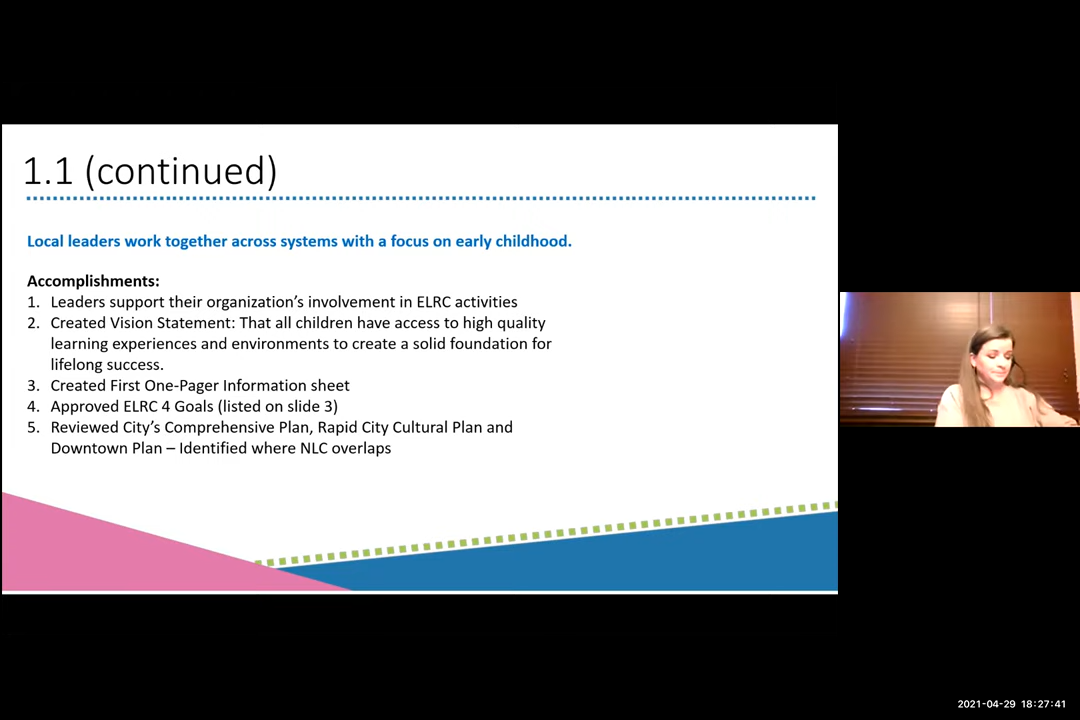 1.1 (continued)
Local leaders work together across systems with a focus on early childhood.
Accomplishments:
1. Leaders support their organization’s involvement in ELRC activities
2. Created Vision Statement: That all children have access to high quality
learning experiences and environments to create a solid foundation for
lifelong success.
3. Created First One-Pager Information sheet
4. Approved ELRC 4 Goals (listed on slide 3)
5. Reviewed City’s Comprehensive Plan, Rapid City Cultural Plan and
Downtown Plan – Identified where NLC overlaps
2021-04-29 18:27:41